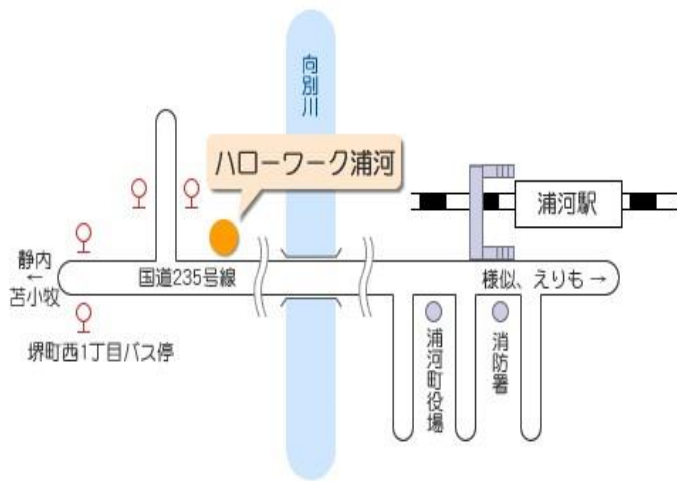 向別川
ハローワーク浦河
浦河駅
静内
←
苫小牧
国道235号線
様似、えりも →
堺町西1丁目バス停
浦河町役場
消防署